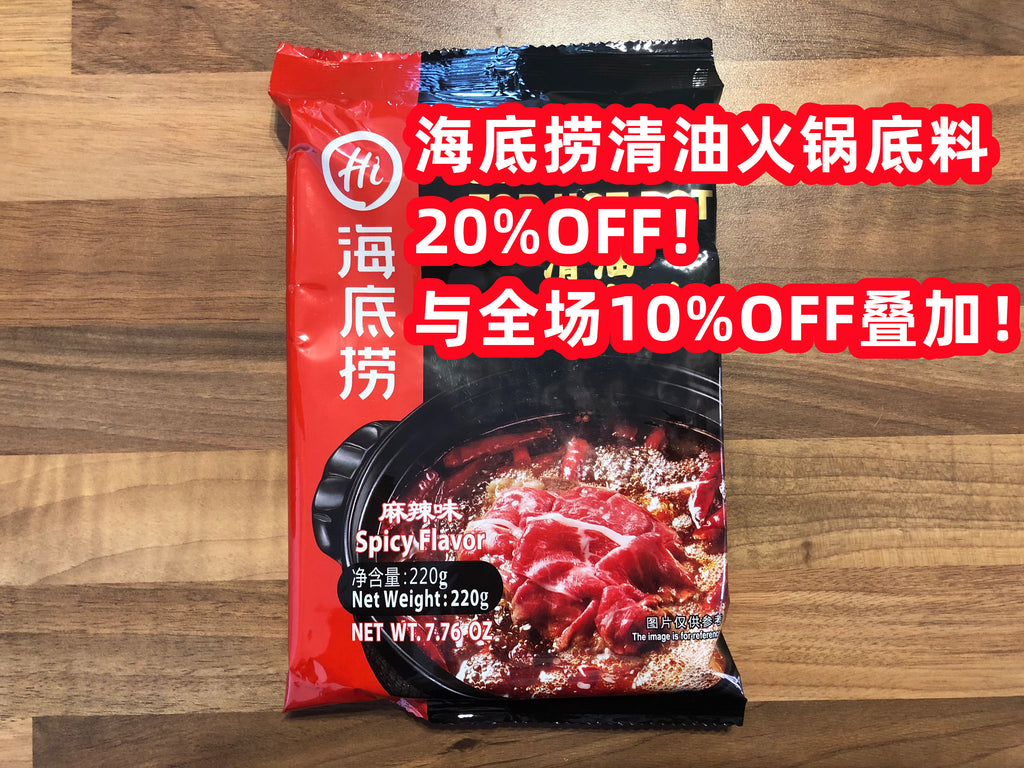 海底捞清油火锅底料
20%OFF!
与全场10%OFF叠加!
Hi
海底捞
清油
麻辣味
Spicy Flavor
净含量:220g
Net Weight:220g
NET WT. 7.76 OZ
图片仅供参考
The image is for reference